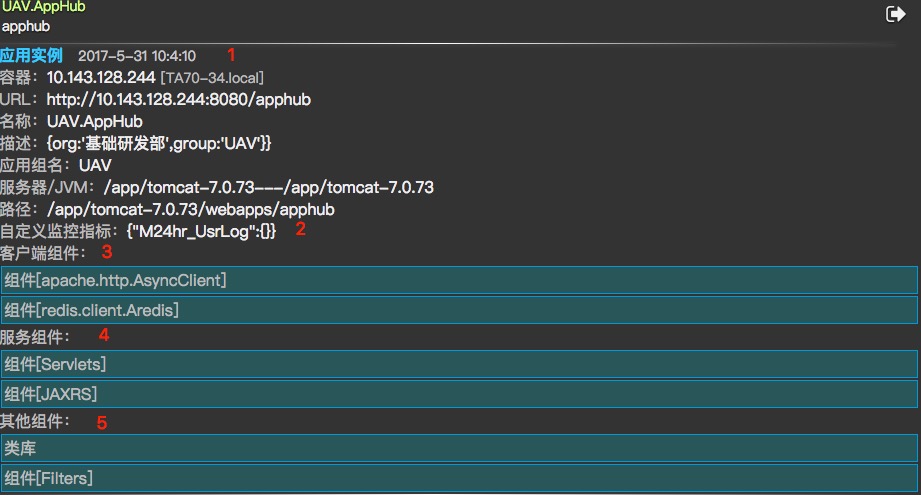 UAV.AppHub
apphub
应用实例 2017-5-31 10:4:10 1
容器：10.143.128.244 [TA70-34.local]
URL：http://10.143.128.244:8080/apphub
名称：UAV.AppHub
描述：{org:'基础研发部',group:'UAV'}}
应用组名：UAV
服务器/JVM：/app/tomcat-7.0.73---/app/tomcat-7.0.73
路径：/app/tomcat-7.0.73/webapps/apphub
自定义监控指标：{"M24hr_UsrLog":{}} 2
客户端组件： 3
组件[apache.http.AsyncClient]
组件[redis.client.Aredis]
服务组件： 4
组件[Servlets]
组件[JAXRS]
其他组件： 5
类库
组件[Filters]